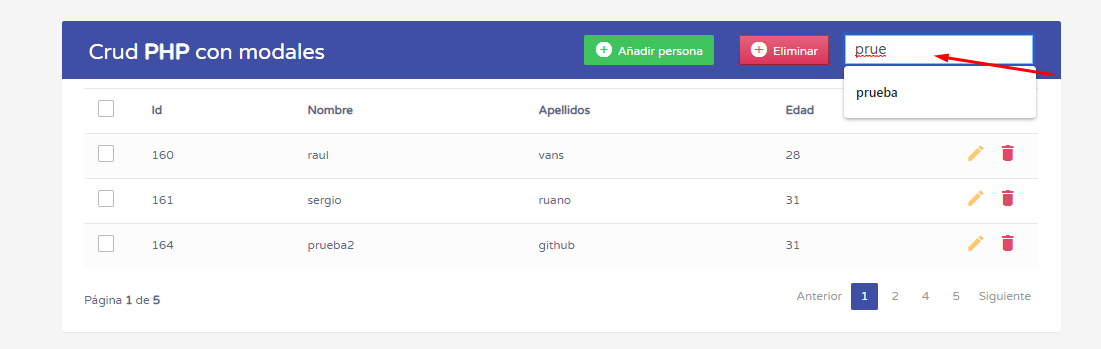 Crud PHP con modales
Añadir persona
Eliminar
prue
prueba
Id Nombre Apellidos Edad
160 raul vans 28
161 sergio ruano 31
164 prueba2 github 31
Página 1 de 5
Anterior 1 2 4 5 Siguiente